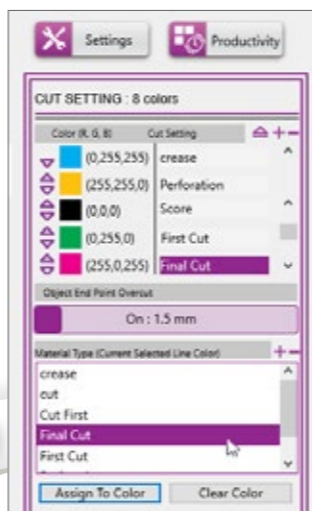 Settings Productivity
CUT SETTING : 8 colors
Color (R, G, B) Cut Setting
(0,255,255) crease
(255,255,0) Perforation
(0,0,0) Score
(0,255,0) First Cut
(255,0,255) Final Cut
Object End Point Overcut
On : 1.5 mm
Material Type (Current Selected Line Color)
crease
cut
Cut First
Final Cut
First Cut
Assign To Color Clear Color